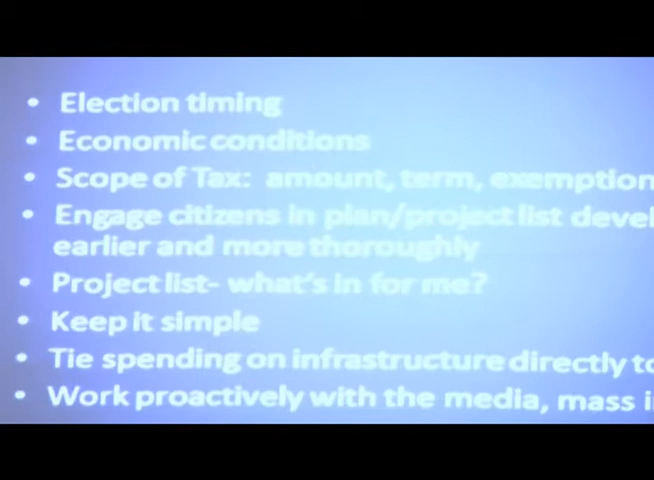 • Election timing
• Economic conditions
• Scope of Tax: amount, term, exemption
• Engage citizens in plan/project list devel
earlier and more thoroughly
• Project list- what's in for me?
• Keep it simple
• Tie spending on infrastructure directly to
• Work proactively with the media, mass in